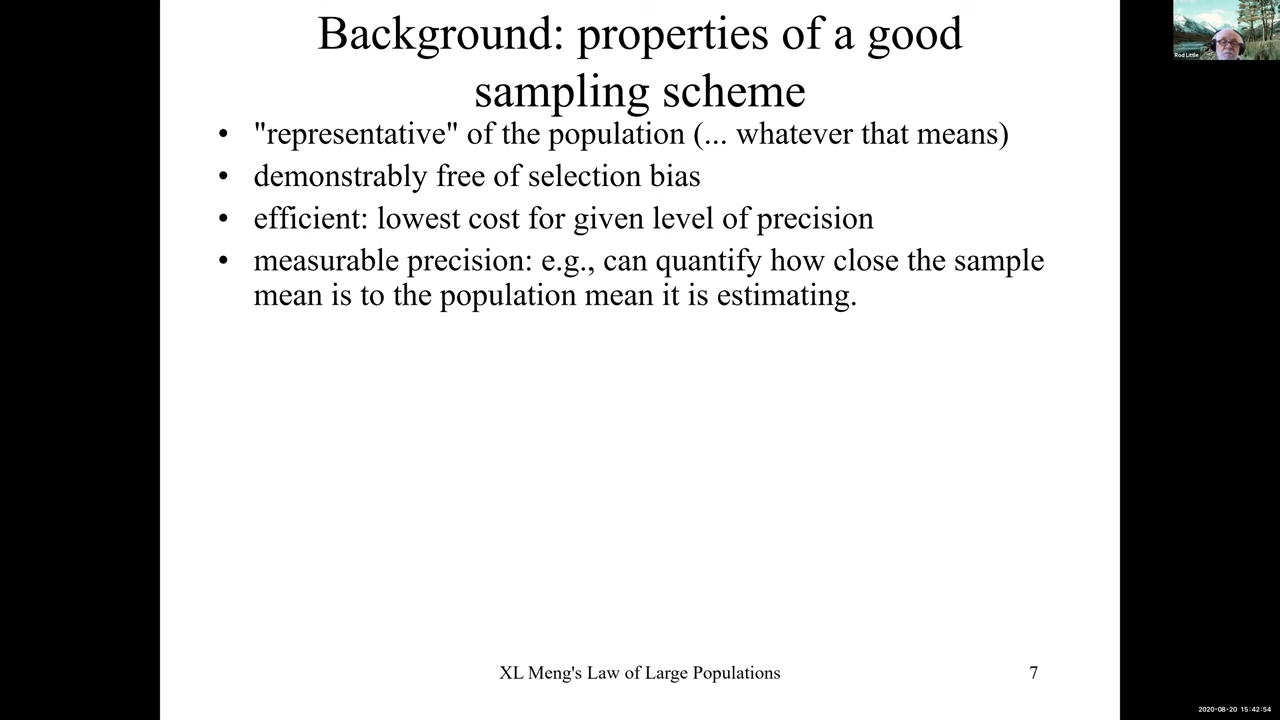 Background: properties of a good
sampling scheme
• "representative" of the population (... whatever that means)
• demonstrably free of selection bias
• efficient: lowest cost for given level of precision
• measurable precision: e.g., can quantify how close the sample
mean is to the population mean it is estimating.
XL Meng's Law of Large Populations
7
Rod Little
2020-08-20 15:42:54